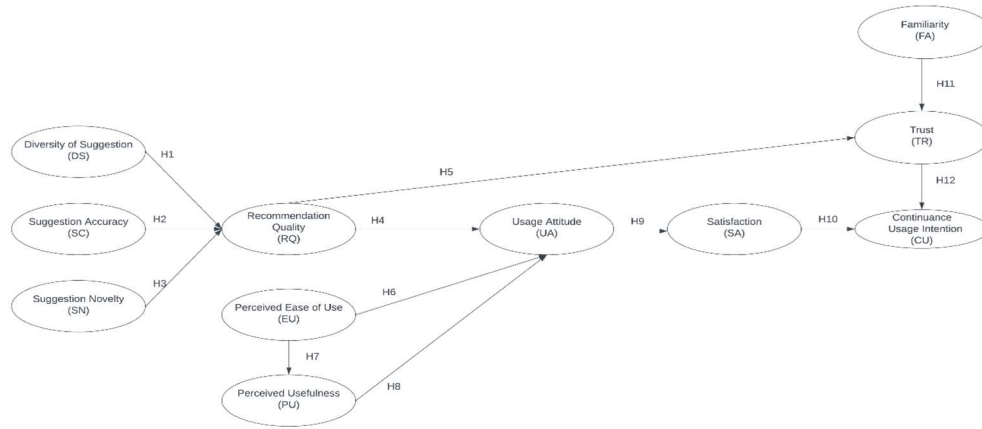 Familiarity
(FA)
H11
Diversity of Suggestion
(DS)
H1
Trust
(TR)
H5
H12
Suggestion Accuracy
(SC)
H2
Recommendation
Quality
(RQ)
H4
Usage Attitude
(UA)
H9
Satisfaction
(SA)
H10
Continuance
Usage Intention
(CU)
H3
Suggestion Novelty
(SN)
Perceived Ease of Use
(EU)
H6
H7
H8
Perceived Usefulness
(PU)